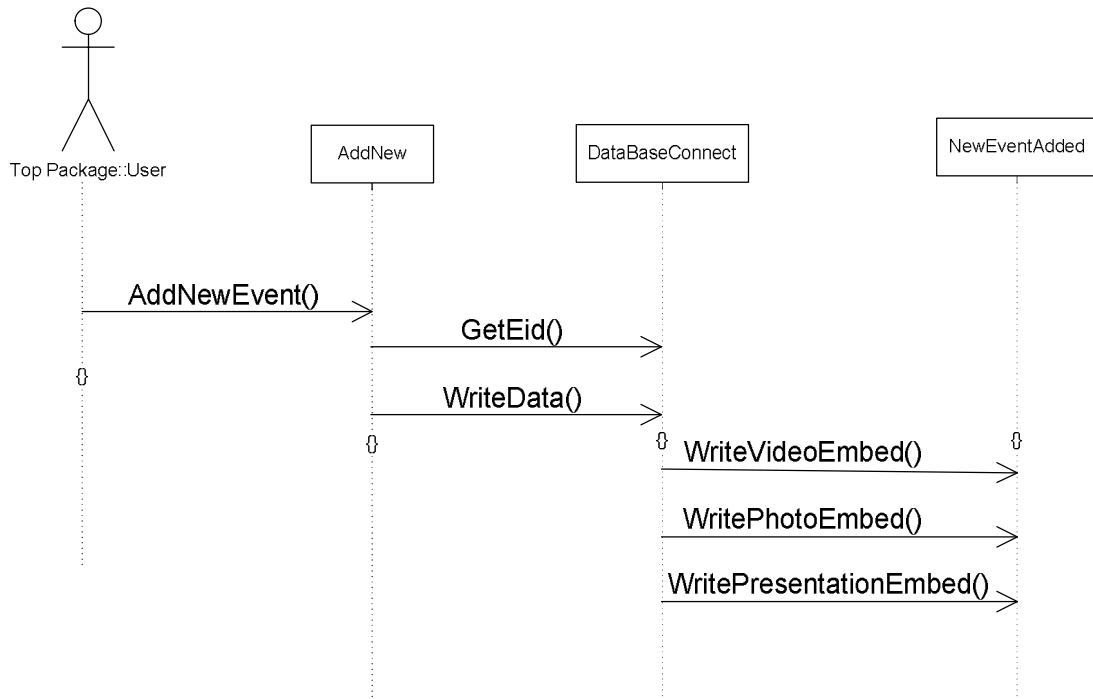 Top Package::User
AddNew
DataBaseConnect
NewEventAdded
AddNewEvent()
GetEid()
{}
WriteData()
{}
{}
{}
WriteVideoEmbed()
WritePhotoEmbed()
WritePresentationEmbed()